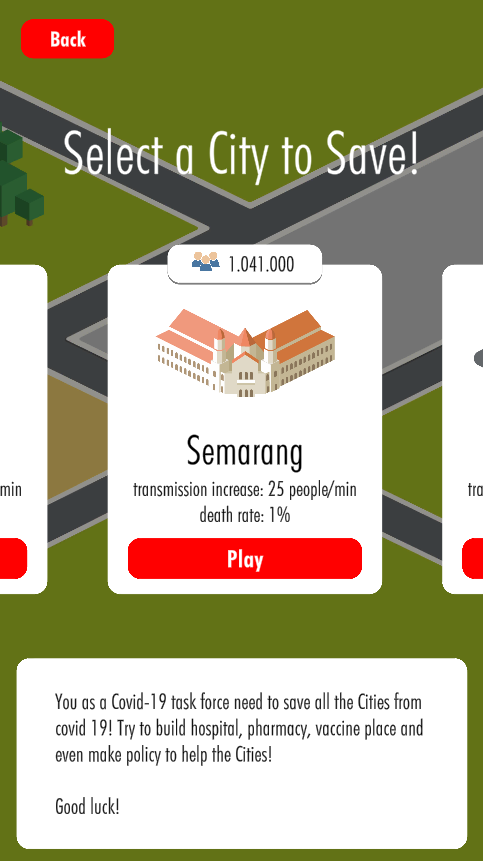 Back
Select a City to Save!
1.041.000
Semarang
min
transmission increase: 25 people/min
tra
death rate: 1%
Play
You as a Covid-19 task force need to save all the Cities from
covid 19! Try to build hospital, pharmacy, vaccine place and
even make policy to help the Cities!
Good luck!